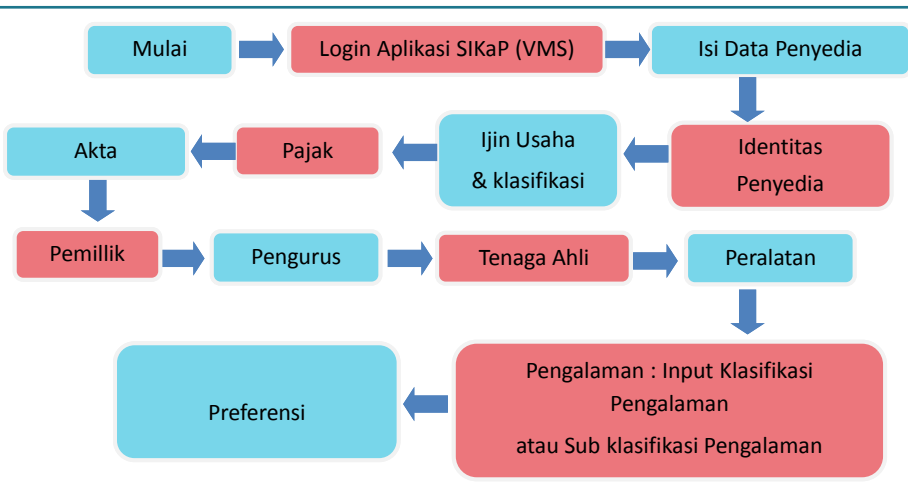 Mulai
Login Aplikasi SIKaP (VMS)
Isi Data Penyedia
Identitas
Penyedia
Ijin Usaha
& klasifikasi
Pajak
Akta
Pemillik
Pengurus
Tenaga Ahli
Peralatan
Pengalaman : Input Klasifikasi
Pengalaman
atau Sub klasifikasi Pengalaman
Preferensi